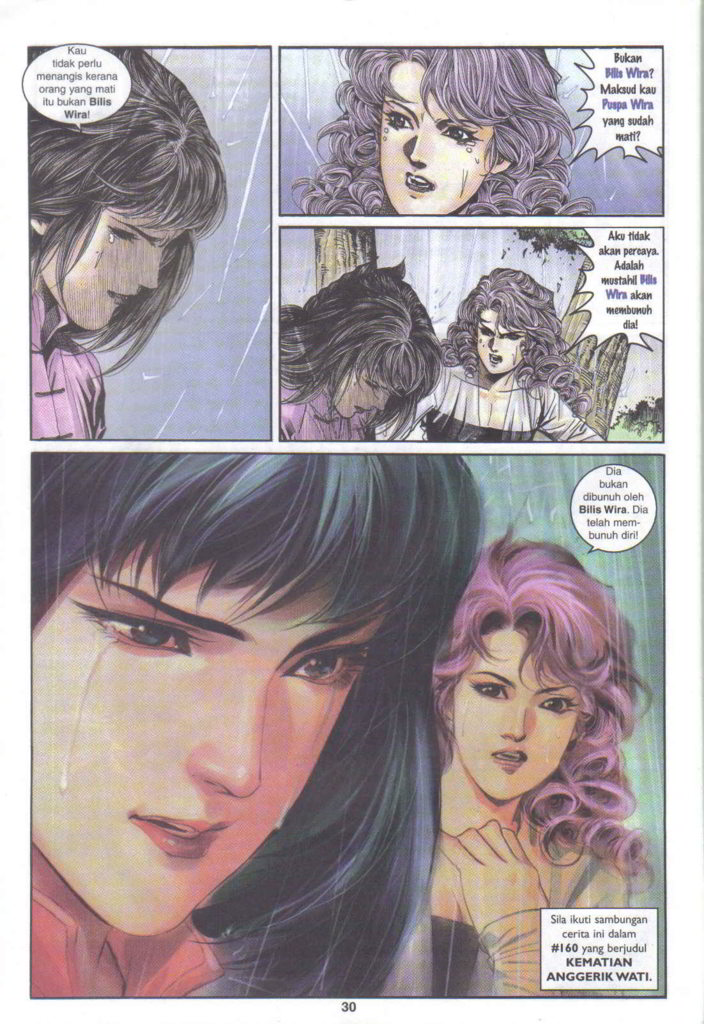 Kau
tidak perlu
menangis kerana
orang yang mati
itu bukan Bilis
Wira!
Bukan
Bilis Wira?
Maksud kau
Puspa Wira
yang sudah
mati?
Aku tidak
akan percaya.
Adalah
mustahil Bilis
Wira akan
membunuh
dia!
Dia
bukan
dibunuh oleh
Bilis Wira. Dia
telah mem-
bunuh diri!
Sila ikuti sambungan
cerita ini dalam
#160 yang berjudul
KEMATIAN
ANGGERIK WATI.
30